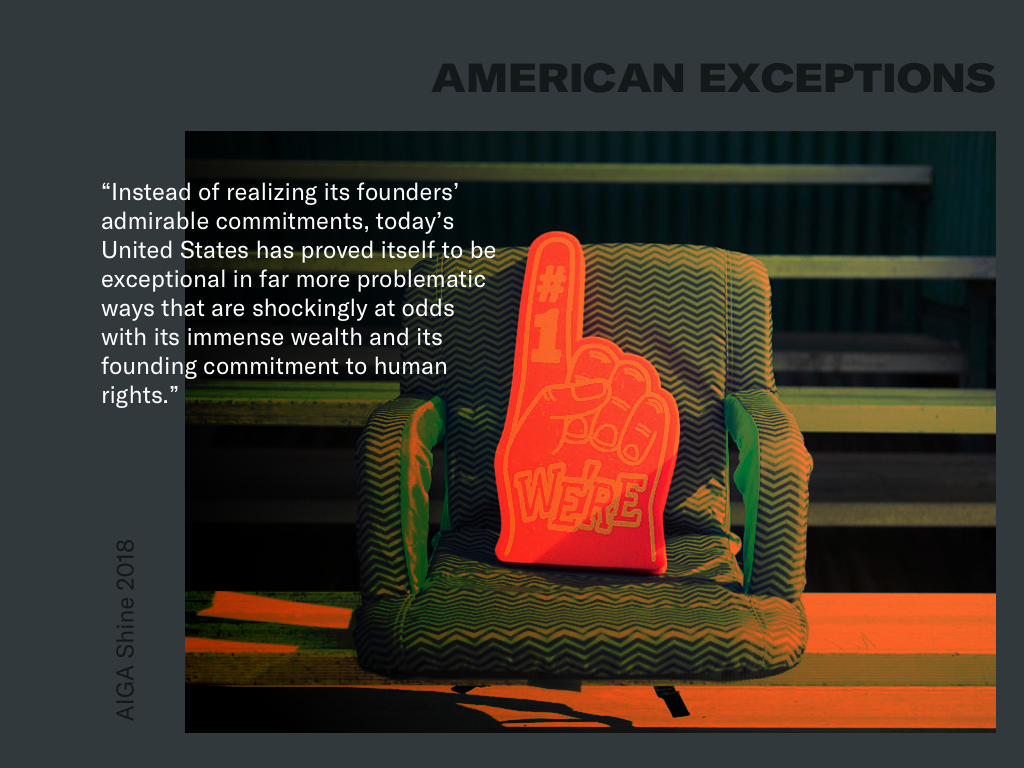 AMERICAN EXCEPTIONS
“Instead of realizing its founders’
admirable commitments, today’s
United States has proved itself to be
exceptional in far more problematic
ways that are shockingly at odds
with its immense wealth and its
founding commitment to human
rights.”
#
1
WE'RE
AIGA Shine 2018